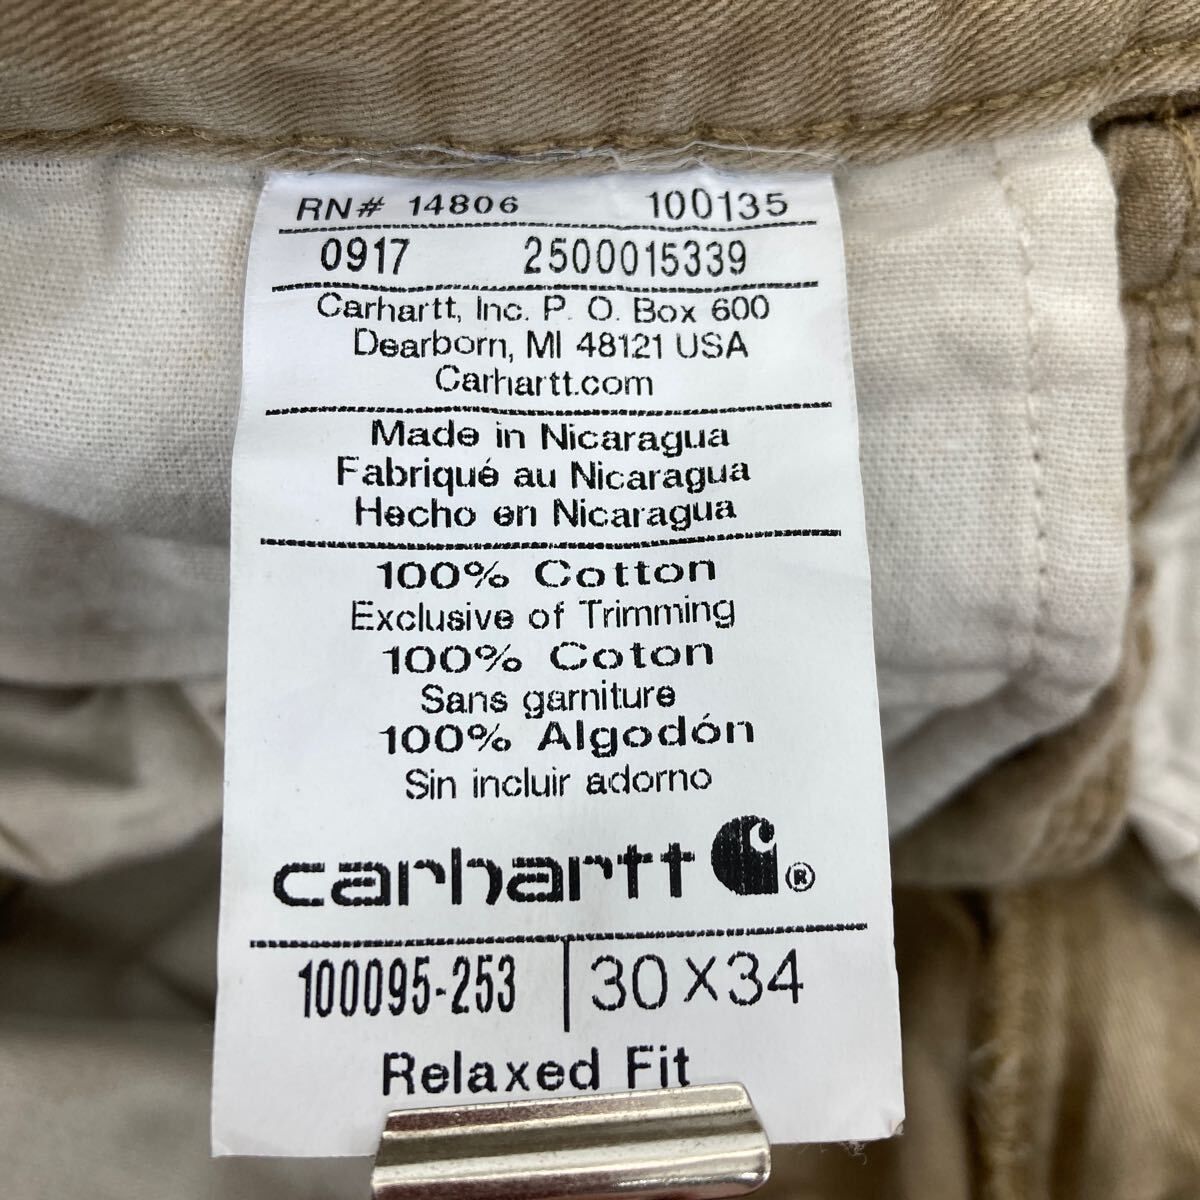 RN# 14806 100135
0917 2500015339
Carhartt, Inc. P. O. Box 600
Dearborn, MI 48121 USA
Carhartt.com
Made in Nicaragua
Fabriqué au Nicaragua
Hecho en Nicaragua
100% Cotton
Exclusive of Trimming
100% Coton
Sans garniture
100% Algodón
Sin incluir adorno
carhartt ®
100095-253 30 X 34
Relaxed Fit